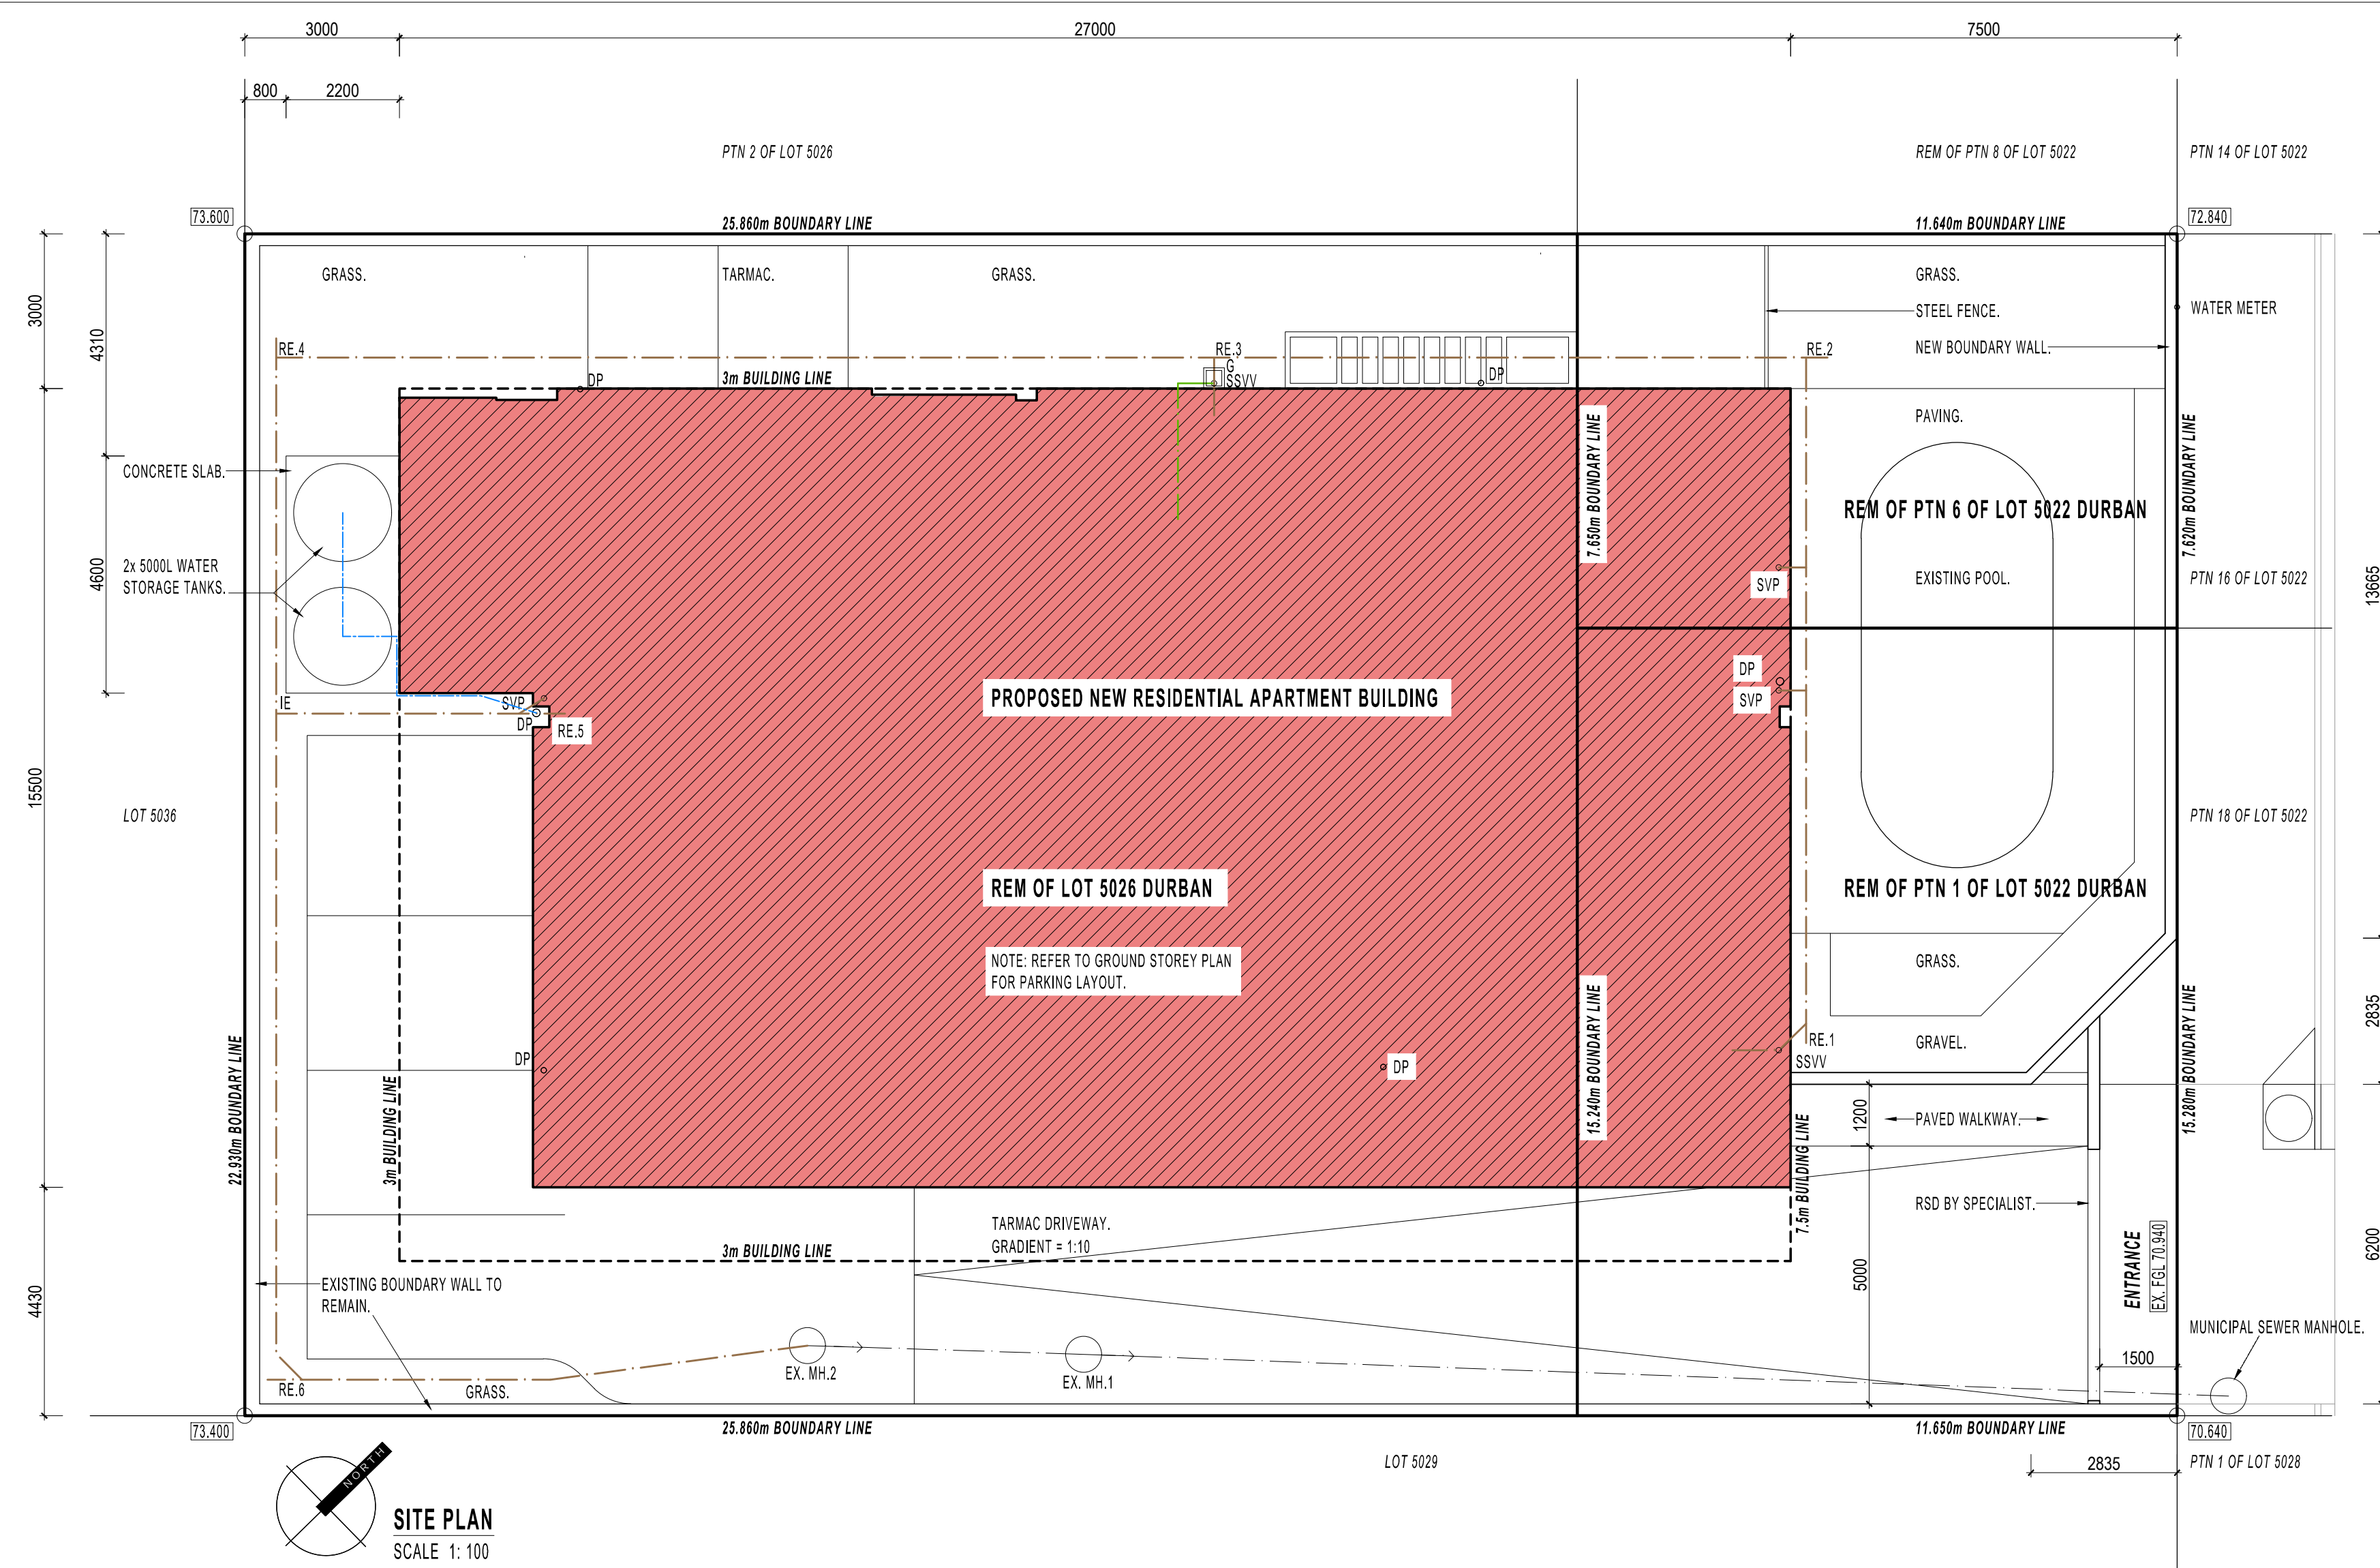 3000
27000
7500
800
2200
PTN 2 OF LOT 5026
REM OF PTN 8 OF LOT 5022
PTN 14 OF LOT 5022
73.600
25.860m BOUNDARY LINE
11.640m BOUNDARY LINE
72.840
GRASS.
TARMAC.
GRASS.
GRASS.
3000
4310
STEEL FENCE.
WATER METER
RE.4
RE.3
RE.2
NEW BOUNDARY WALL.
G
SSVV
DP
3m BUILDING LINE
DP
PAVING.
7.650m BOUNDARY LINE
7.620m BOUNDARY LINE
CONCRETE SLAB.
REM OF PTN 6 OF LOT 5022 DURBAN
4600
2x 5000L WATER
STORAGE TANKS.
SVP
EXISTING POOL.
PTN 16 OF LOT 5022
13665
DP
SVP
IE
SVP
DP
RE.5
PROPOSED NEW RESIDENTIAL APARTMENT BUILDING
15500
LOT 5036
PTN 18 OF LOT 5022
REM OF LOT 5026 DURBAN
REM OF PTN 1 OF LOT 5022 DURBAN
NOTE: REFER TO GROUND STOREY PLAN
FOR PARKING LAYOUT.
GRASS.
2835
RE.1
GRAVEL.
SSVV
DP
DP
22.930m BOUNDARY LINE
3m BUILDING LINE
15.240m BOUNDARY LINE
15.280m BOUNDARY LINE
1200
PAVED WALKWAY.
7.5m BUILDING LINE
RSD BY SPECIALIST.
TARMAC DRIVEWAY.
GRADIENT = 1:10
3m BUILDING LINE
5000
ENTRANCE
EX. FGL 70.940
6200
4430
EXISTING BOUNDARY WALL TO
REMAIN.
MUNICIPAL SEWER MANHOLE.
1500
EX. MH.2
EX. MH.1
RE.6
GRASS.
73.400
25.860m BOUNDARY LINE
11.650m BOUNDARY LINE
70.640
LOT 5029
2835
PTN 1 OF LOT 5028
NORTH
SITE PLAN
SCALE 1: 100